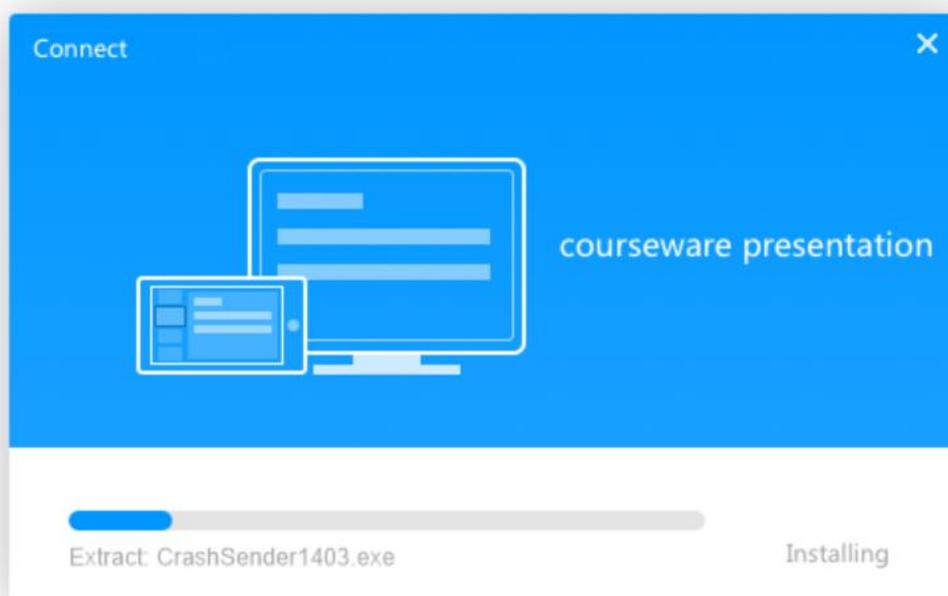 Connect
courseware presentation
Extract: CrashSender1403.exe
Installing